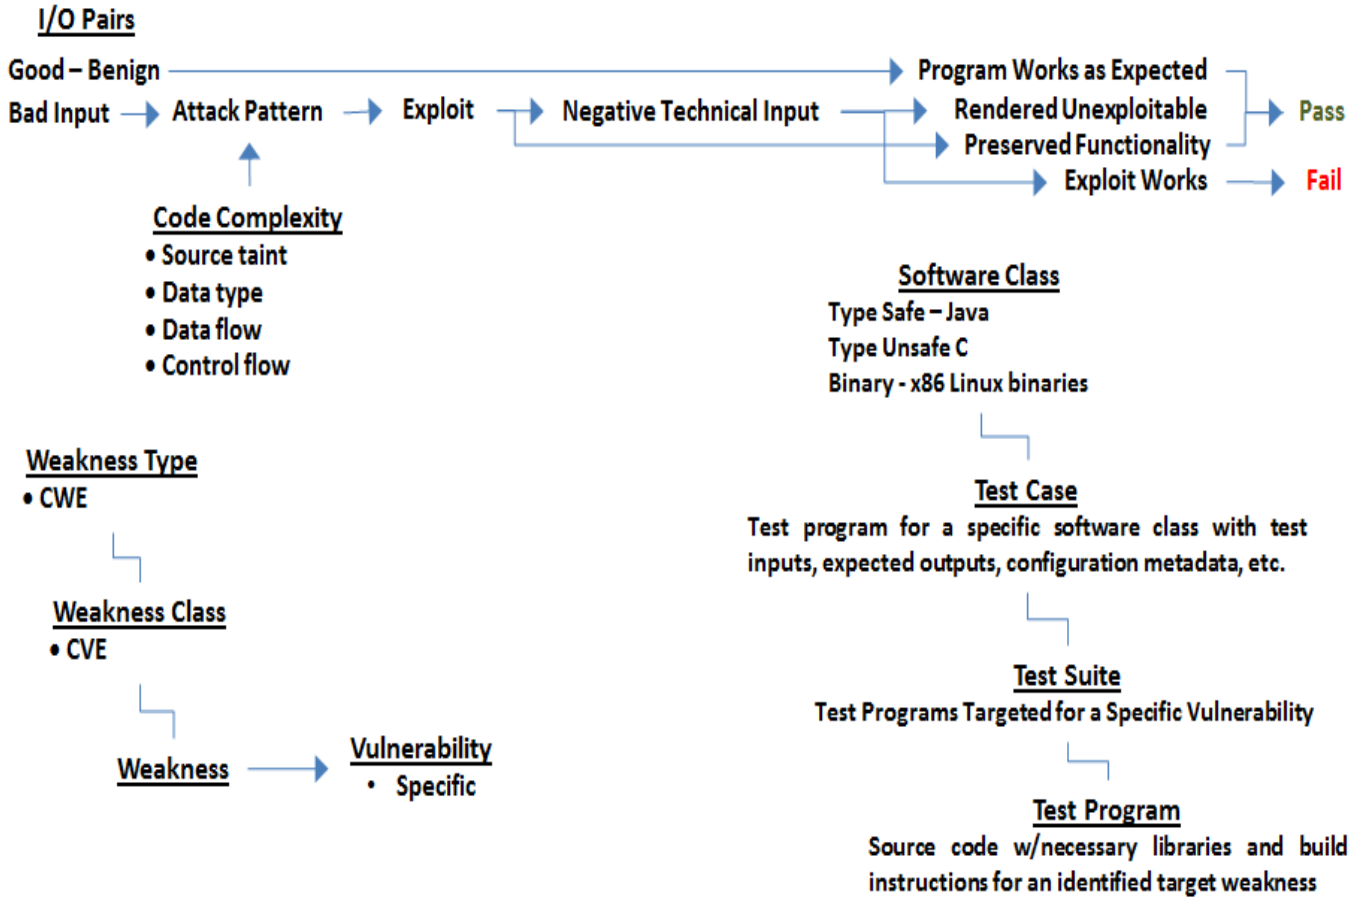 I/O Pairs
Good – Benign
Program Works as Expected
Bad Input
Attack Pattern
Exploit
Negative Technical Input
Rendered Unexploitable
Pass
Preserved Functionality
Exploit Works
Fail
Code Complexity
• Source taint
• Data type
• Data flow
• Control flow
Software Class
Type Safe – Java
Type Unsafe C
Binary - x86 Linux binaries
Weakness Type
• CWE
Test Case
Test program for a specific software class with test
inputs, expected outputs, configuration metadata, etc.
Weakness Class
• CVE
Test Suite
Test Programs Targeted for a Specific Vulnerability
Weakness
Vulnerability
• Specific
Test Program
Source code w/necessary libraries and build
instructions for an identified target weakness